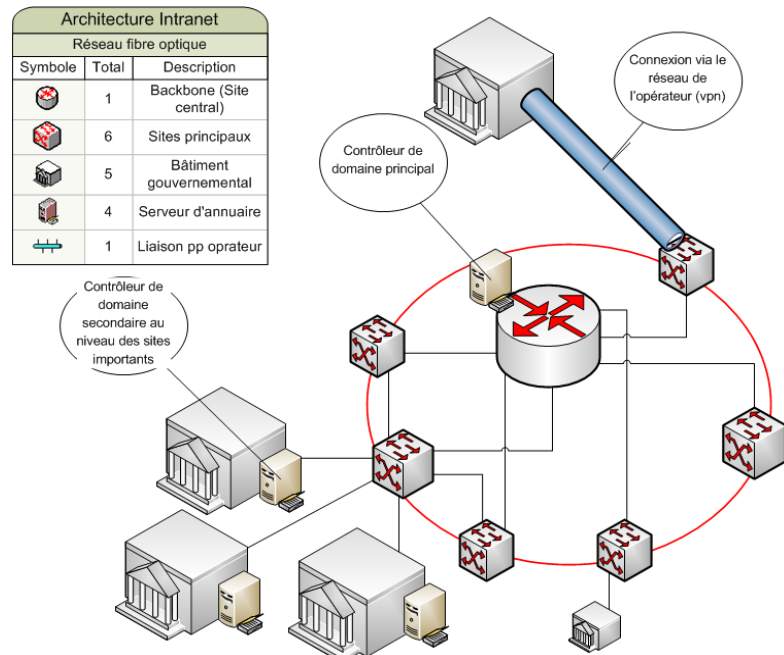 Architecture Intranet
Réseau fibre optique
Symbole Total Description
1 Backbone (Site
central)
6 Sites principaux
5 Bâtiment
gouvernemental
4 Serveur d'annuaire
1 Liaison pp oprateur
Connexion via le
réseau de
l'opérateur (vpn)
Contrôleur de
domaine principal
Contrôleur de
domaine
secondaire au
niveau des sites
importants